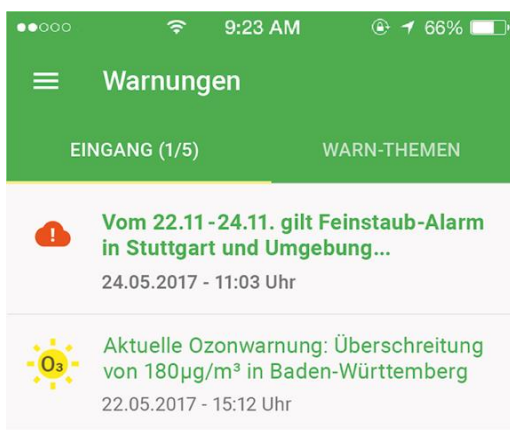 9:23 AM 66%
Warnungen
EINGANG (1/5) WARN-THEMEN
Vom 22.11-24.11. gilt Feinstaub-Alarm
in Stuttgart und Umgebung...
24.05.2017 - 11:03 Uhr
Aktuelle Ozonwarnung: Überschreitung
O₃ von 180µg/m³ in Baden-Württemberg
22.05.2017 - 15:12 Uhr